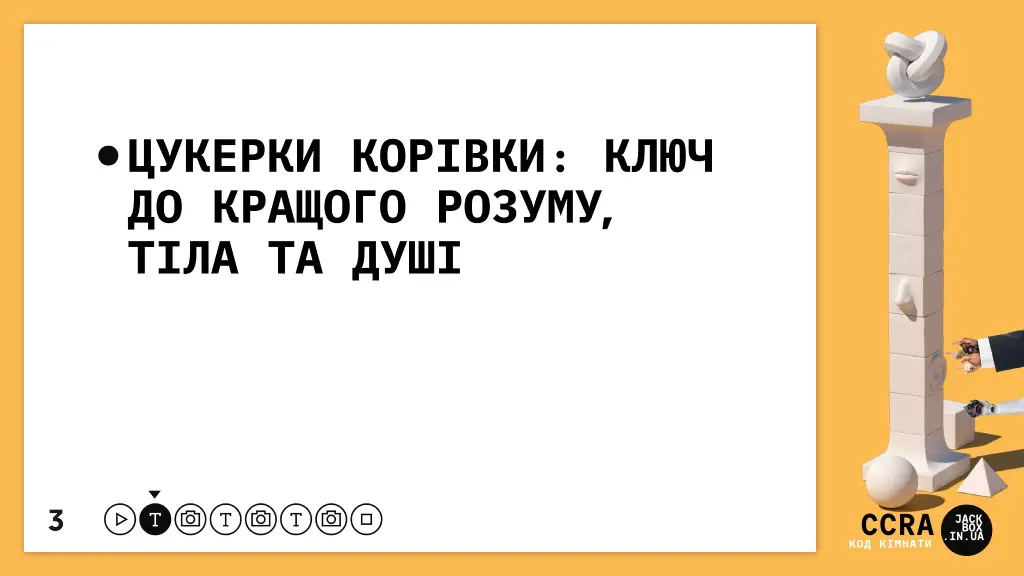 •ЦУКЕРКИ КОРІВКИ: КЛЮЧ
ДО КРАЩОГО РОЗУМУ,
ТІЛА ТА ДУШІ
3
T T T
CCRA
КОД КІМНАТИ
JACK
BOX
.IN.UA